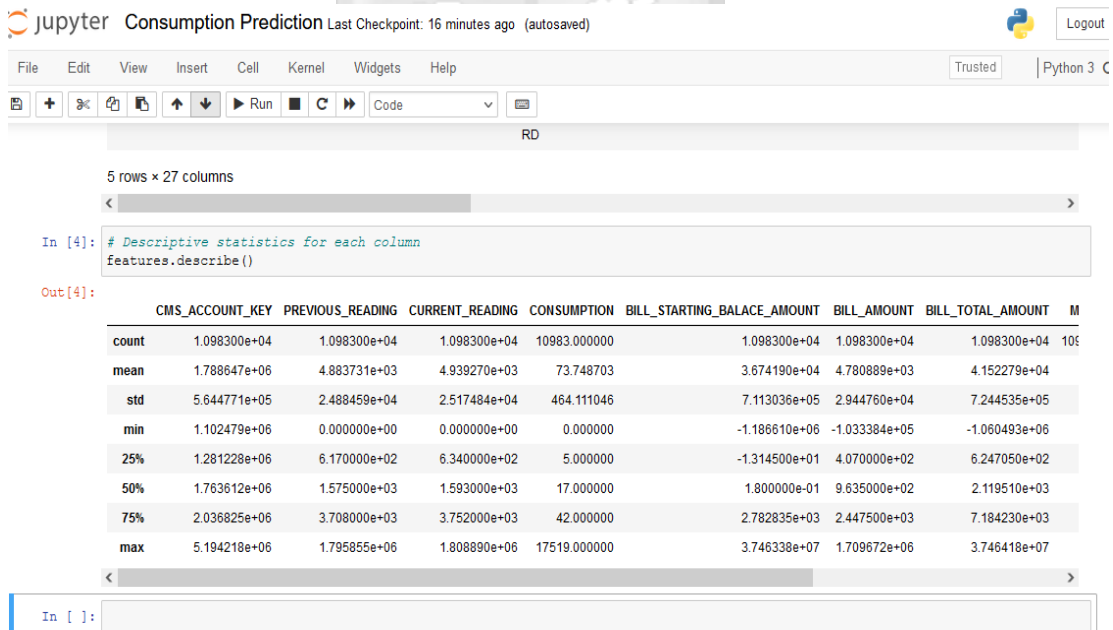 jupyter Consumption Prediction Last Checkpoint: 16 minutes ago (autosaved) Logout
File Edit View Insert Cell Kernel Widgets Help Trusted Python 3
Run Code
RD
5 rows × 27 columns
In [4]: # Descriptive statistics for each column
features.describe()
Out[4]:
CMS_ACCOUNT_KEY PREVIOUS_READING CURRENT_READING CONSUMPTION BILL_STARTING_BALACE_AMOUNT BILL_AMOUNT BILL_TOTAL_AMOUNT M
count 1.098300e+04 1.098300e+04 1.098300e+04 10983.000000 1.098300e+04 1.098300e+04 1.098300e+04 109
mean 1.788647e+06 4.883731e+03 4.939270e+03 73.748703 3.674190e+04 4.780889e+03 4.152279e+04
std 5.644771e+05 2.488459e+04 2.517484e+04 464.111046 7.113036e+05 2.944760e+04 7.244535e+05
min 1.102479e+06 0.000000e+00 0.000000e+00 0.000000 -1.186610e+06 -1.033384e+05 -1.060493e+06
25% 1.281228e+06 6.170000e+02 6.340000e+02 5.000000 -1.314500e+01 4.070000e+02 6.247050e+02
50% 1.763612e+06 1.575000e+03 1.593000e+03 17.000000 1.800000e-01 9.635000e+02 2.119510e+03
75% 2.036825e+06 3.708000e+03 3.752000e+03 42.000000 2.782835e+03 2.447500e+03 7.184230e+03
max 5.194218e+06 1.795855e+06 1.808890e+06 17519.000000 3.746338e+07 1.709672e+06 3.746418e+07
In [ ]: